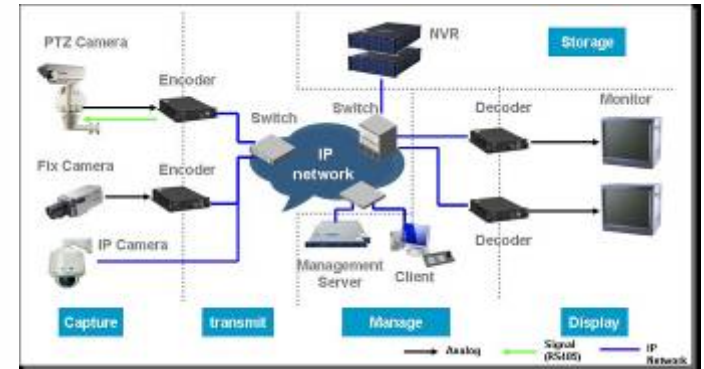 PTZ Camera
Encoder
Switch
NVR
Storage
Switch
Decoder
Monitor
Fix Camera
Encoder
IP
network
IP Camera
Decoder
Management
Server
Client
Capture
transmit
Manage
Display
Analog
Signal
(RS485)
IP
Network